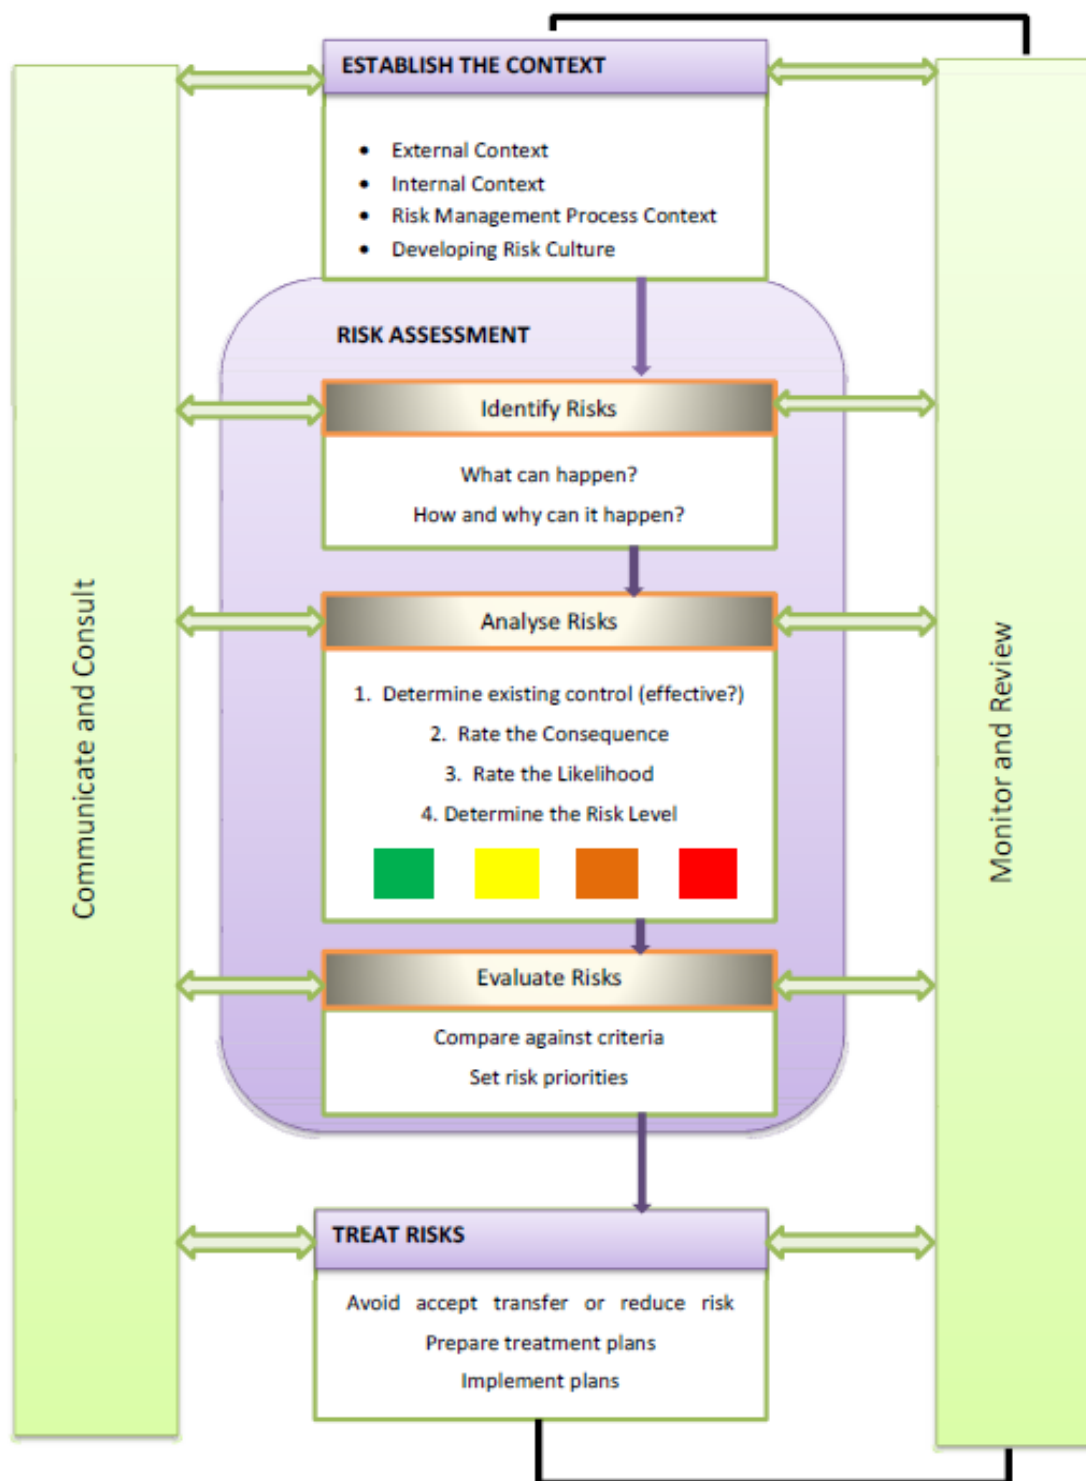 ESTABLISH THE CONTEXT
• External Context
• Internal Context
• Risk Management Process Context
• Developing Risk Culture
RISK ASSESSMENT
Identify Risks
What can happen?
How and why can it happen?
Communicate and Consult
Monitor and Review
Analyse Risks
1. Determine existing control (effective?)
2. Rate the Consequence
3. Rate the Likelihood
4. Determine the Risk Level
Evaluate Risks
Compare against criteria
Set risk priorities
TREAT RISKS
Avoid accept transfer or reduce risk
Prepare treatment plans
Implement plans